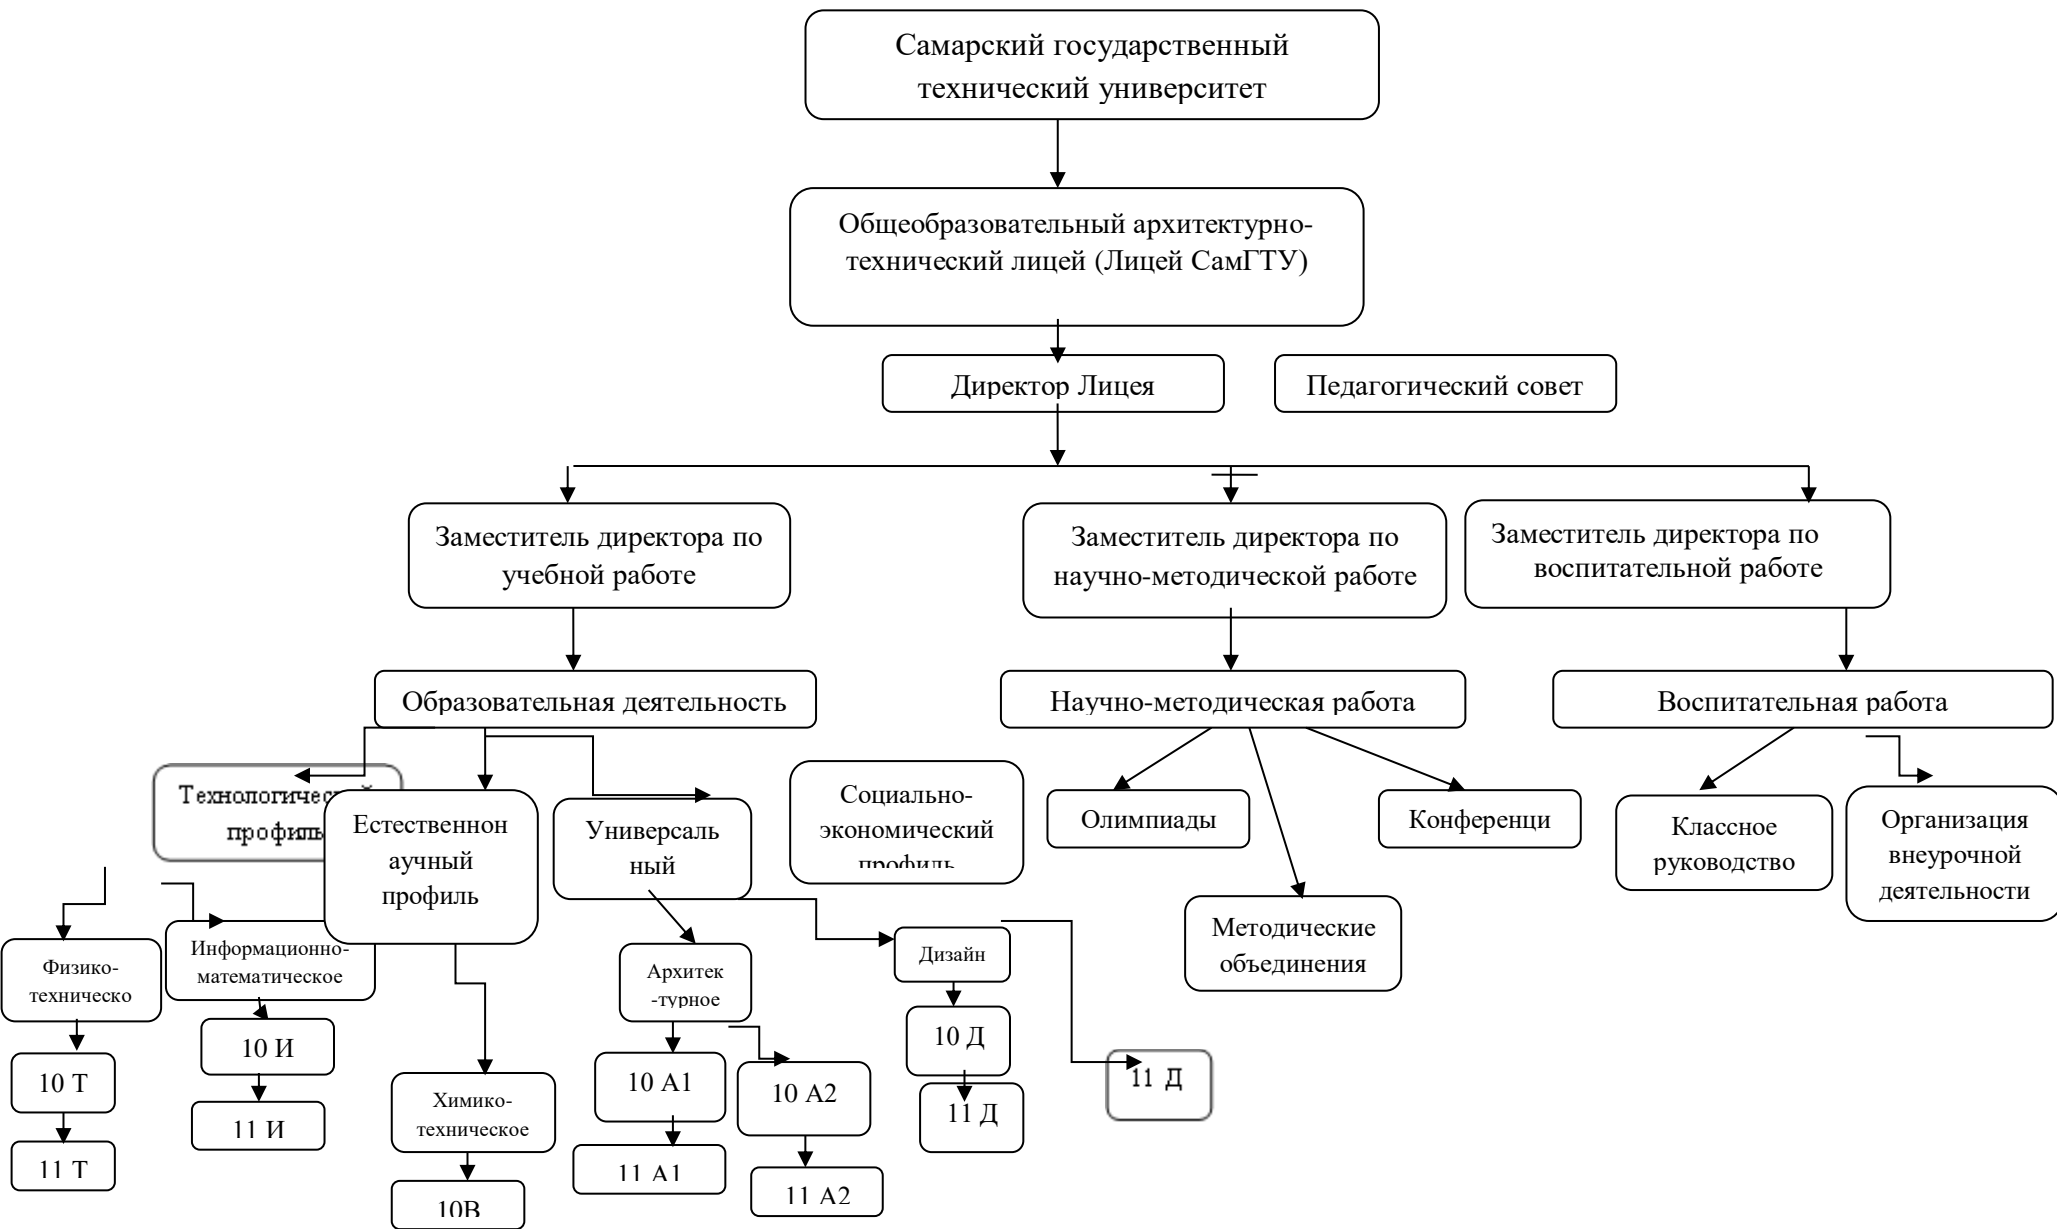 Самарский государственный
технический университет
Общеобразовательный архитектурно-
технический лицей (Лицей СамГТУ)
Директор Лицея
Педагогический совет
Заместитель директора по
учебной работе
Заместитель директора по
научно-методической работе
Заместитель директора по
воспитательной работе
Образовательная деятельность
Научно-методическая работа
Воспитательная работа
Технологический
профиль
Естественнон
аучный
профиль
Универсаль
ный
Социально-
экономический
профиль
Олимпиады
Конференци
Методические
объединения
Классное
руководство
Организация
внеурочной
деятельности
Физико-
техническо
Информационно-
математическое
Химико-
техническое
Архитек
-турное
Дизайн
10 Т
11 Т
10 И
11 И
10В
10 А1
11 А1
10 А2
11 А2
10 Д
11 Д
11 Д